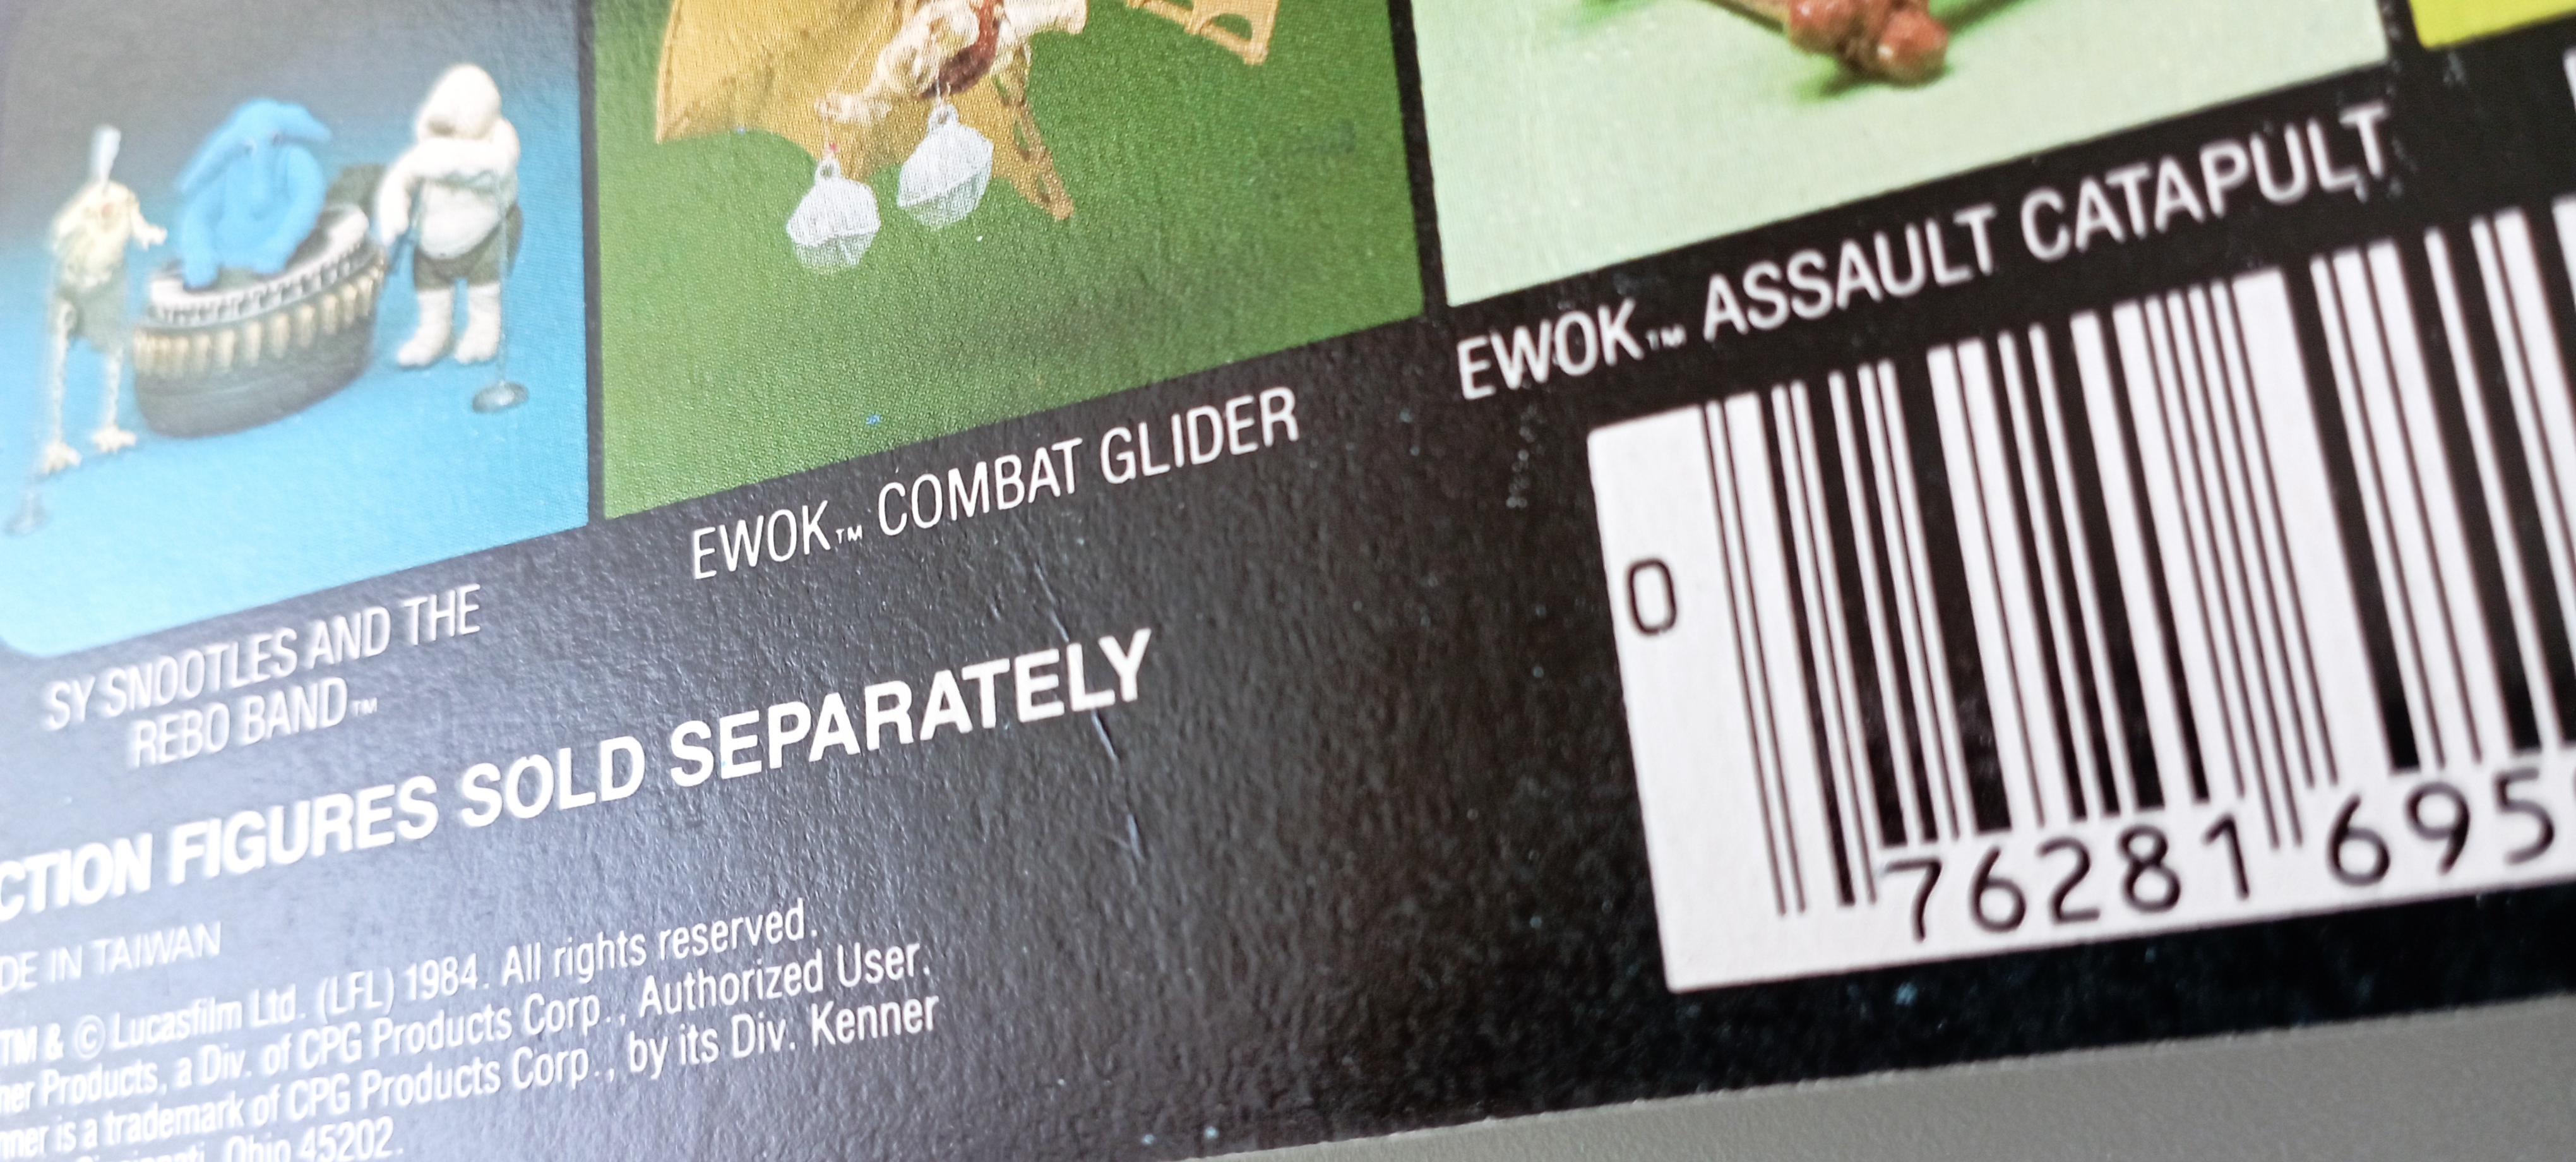 SY SNOOTLES AND THE
REBO BAND™
EWOK™ COMBAT GLIDER
EWOK™ ASSAULT CATAPULT
CTION FIGURES SOLD SEPARATELY
DE IN TAIWAN
TM & © Lucasfilm Ltd. (LFL) 1984. All rights reserved.
ner Products, a Div. of CPG Products Corp., Authorized User.
nner is a trademark of CPG Products Corp., by its Div. Kenner
Ohio 45202.
0 76281 695